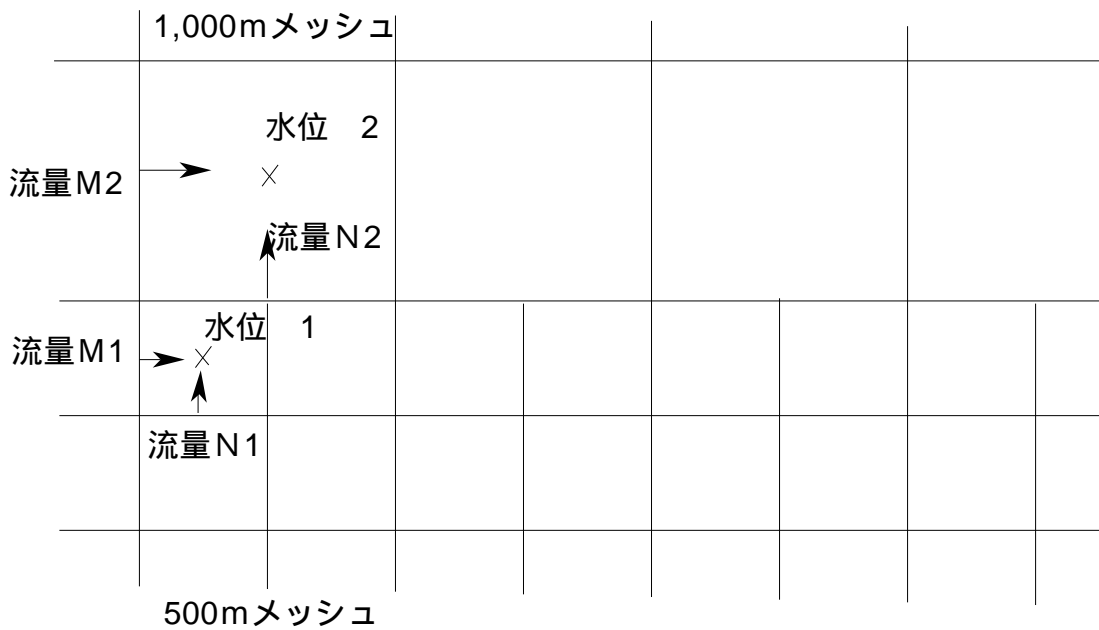 1,000mメッシュ
水位　2
流量M2
流量N2
水位　1
流量M1
流量N1
500mメッシュ